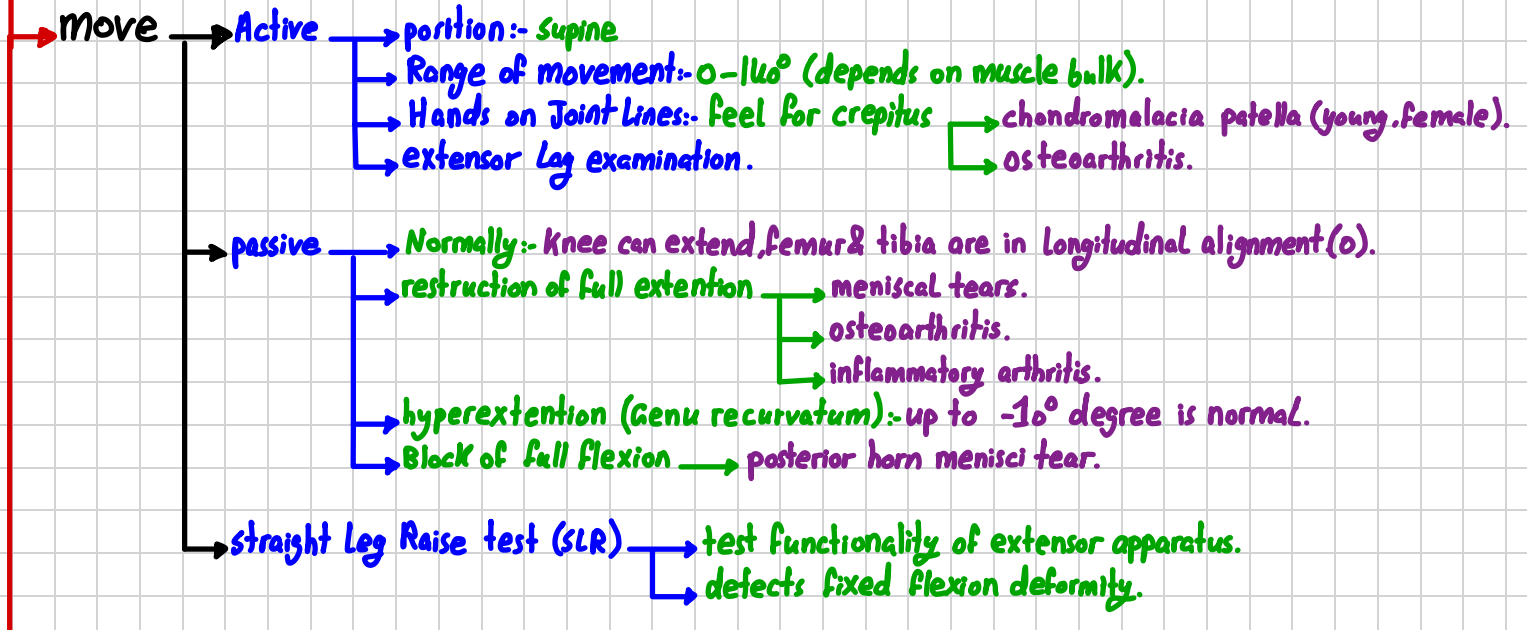 move Active position:- supine
Range of movement:- 0-140° (depends on muscle bulk).
Hands on Joint Lines:- feel for crepitus chondromalacia patella (young, female).
extensor Lag examination. osteoarthritis.
passive Normally:- Knee can extend, femur & tibia are in Longitudinal alignment (0).
restruction of full extention meniscal tears.
osteoarthritis.
inflammatory arthritis.
hyperextention (Genu recurvatum):- up to -10° degree is normal.
Block of full flexion posterior horn menisci tear.
straight Leg Raise test (SLR) test functionality of extensor apparatus.
defects fixed flexion deformity.